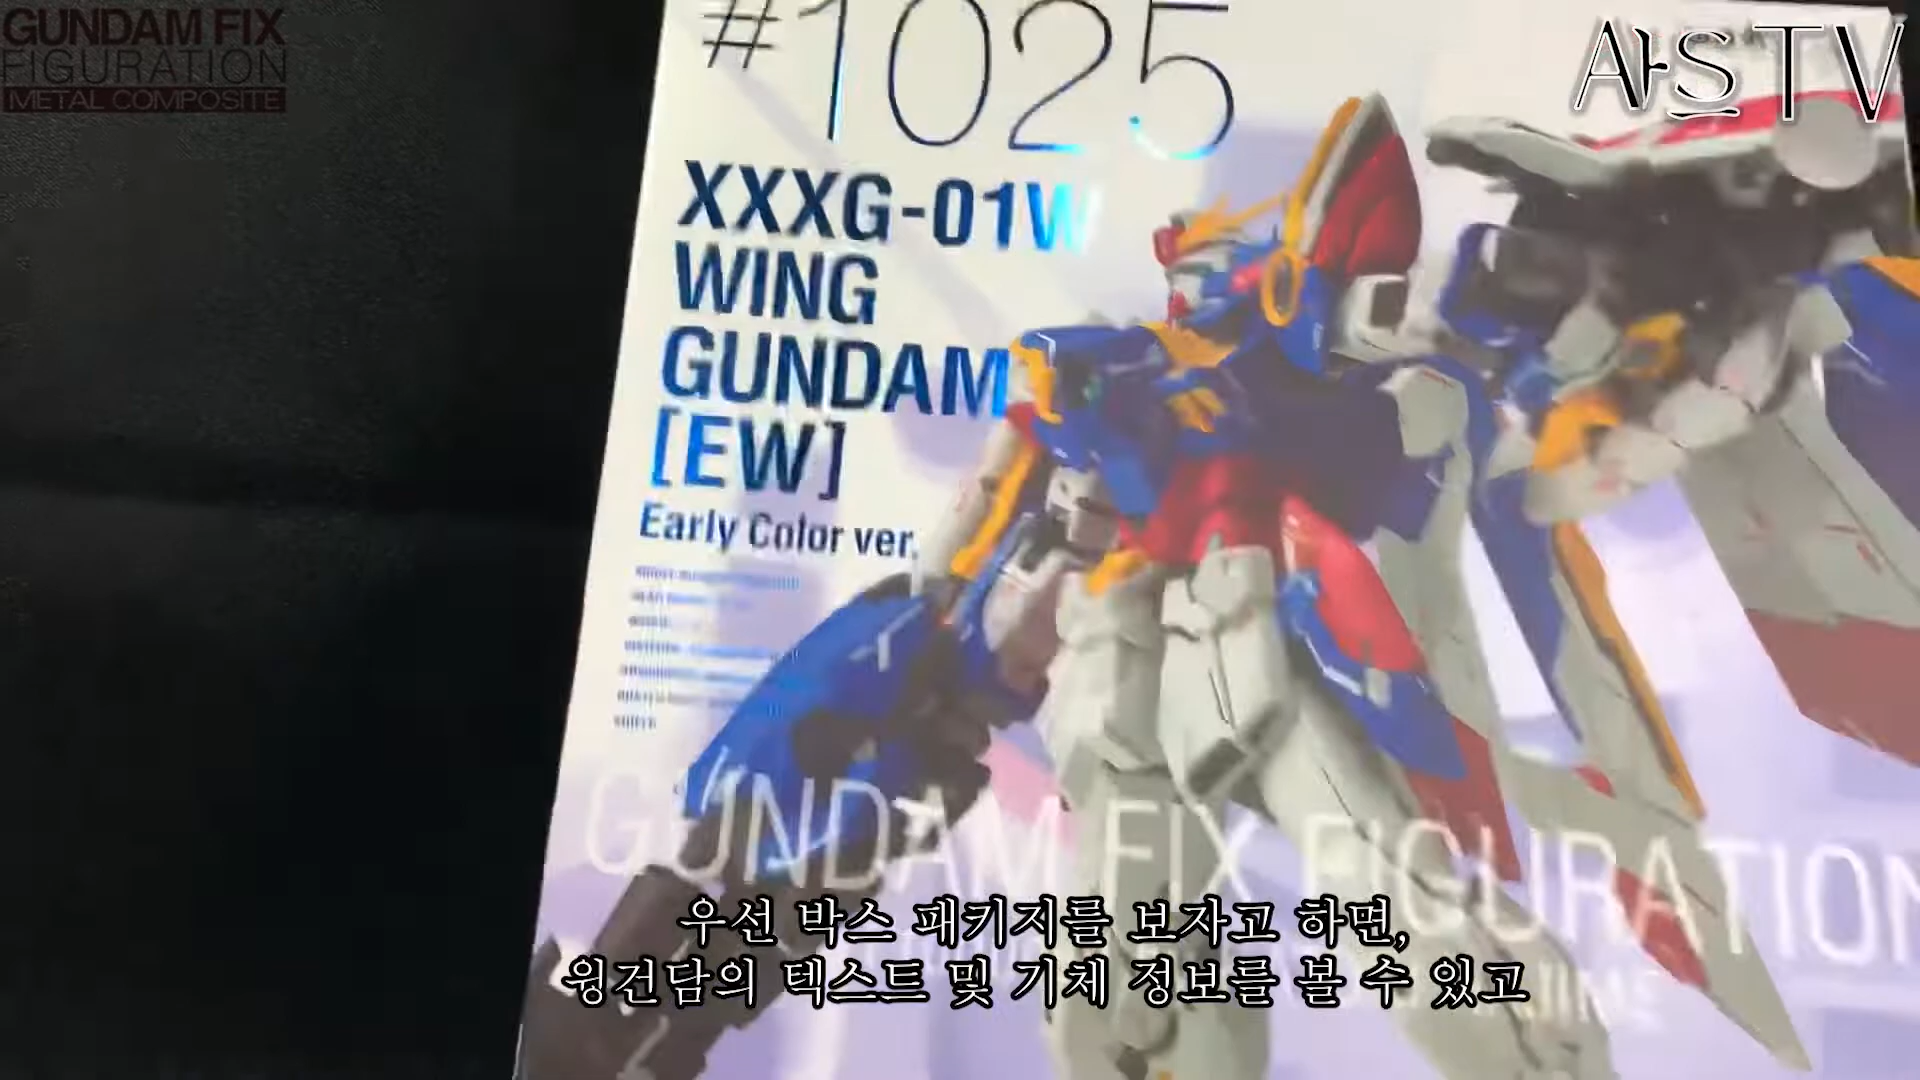 GUNDAM FIX
FIGURATION
METAL COMPOSITE
샤느TV
#1025
XXXG-01W
WING
GUNDAM
[EW]
Early Color ver.
GUNDAM FIX FIGURATION
우선 박스 패키지를 보자고 하면,
윙건담의 텍스트 및 기체 정보를 볼 수 있고